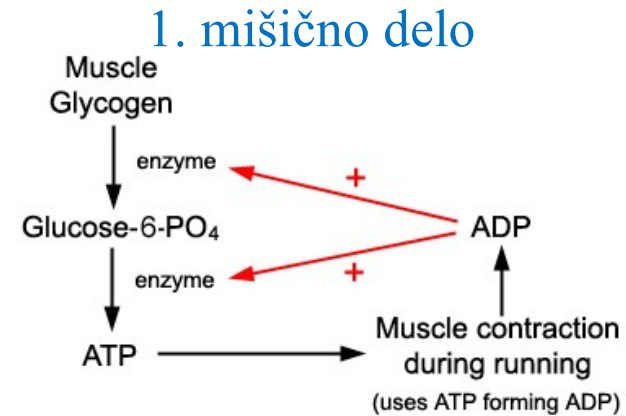 1. mišično delo
Muscle
Glycogen
enzyme
+
Glucose-6-PO₄
ADP
enzyme
+
ATP
Muscle contraction
during running
(uses ATP forming ADP)